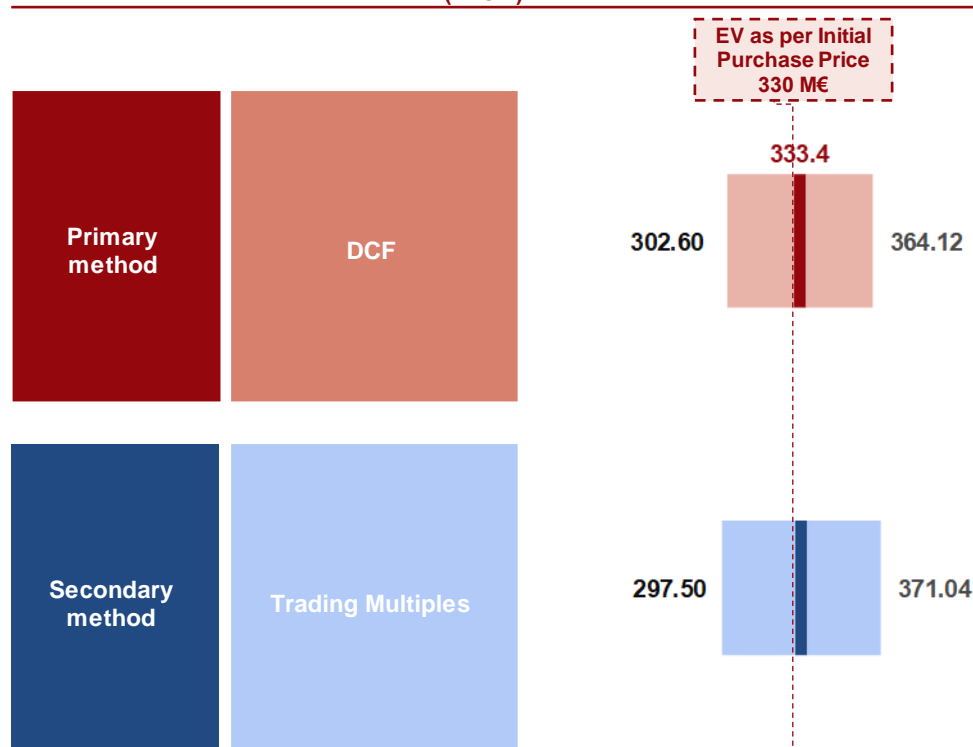 EV as per Initial
Purchase Price
330 M€
333.4
Primary
method
DCF
302.60
364.12
Secondary
method
Trading Multiples
297.50
371.04